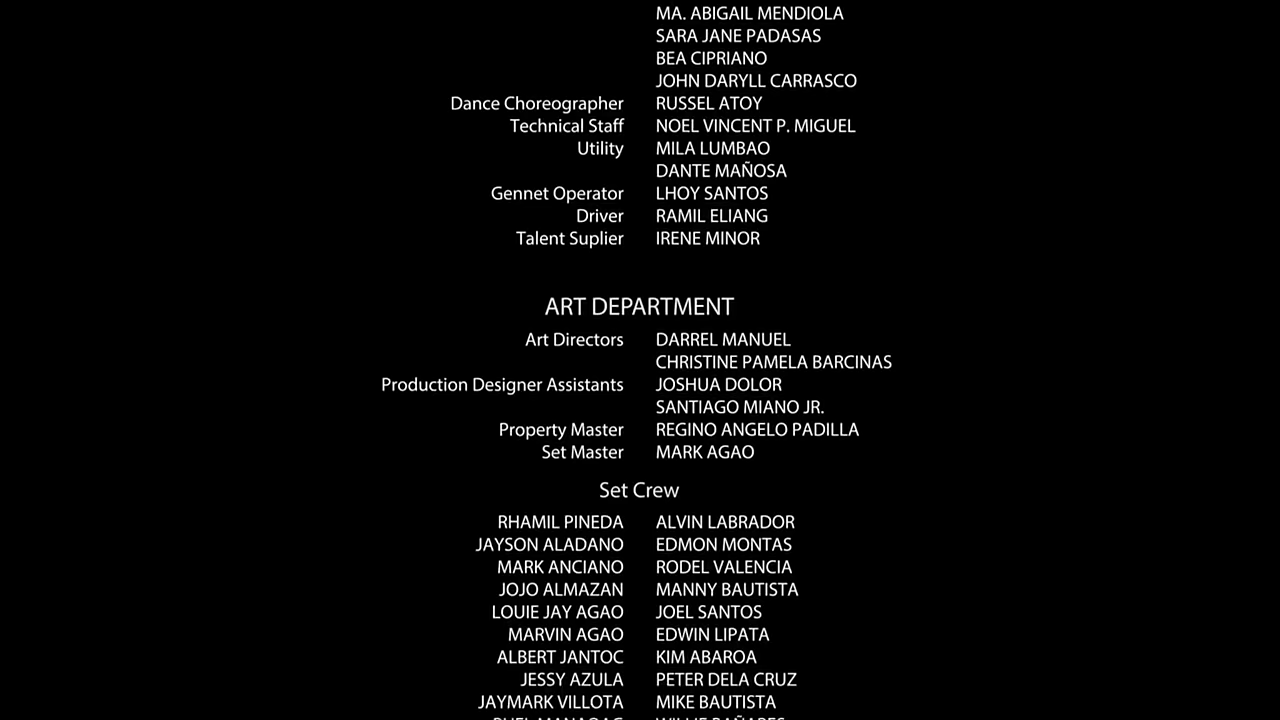 MA. ABIGAIL MENDIOLA
SARA JANE PADASAS
BEA CIPRIANO
JOHN DARYLL CARRASCO
Dance Choreographer RUSSEL ATOY
Technical Staff NOEL VINCENT P. MIGUEL
Utility MILA LUMBAO
DANTE MAÑOSA
Gennet Operator LHOY SANTOS
Driver RAMIL ELIANG
Talent Suplier IRENE MINOR
ART DEPARTMENT
Art Directors DARREL MANUEL
CHRISTINE PAMELA BARCINAS
Production Designer Assistants JOSHUA DOLOR
SANTIAGO MIANO JR.
Property Master REGINO ANGELO PADILLA
Set Master MARK AGAO
Set Crew
RHAMIL PINEDA ALVIN LABRADOR
JAYSON ALADANO EDMON MONTAS
MARK ANCIANO RODEL VALENCIA
JOJO ALMAZAN MANNY BAUTISTA
LOUIE JAY AGAO JOEL SANTOS
MARVIN AGAO EDWIN LIPATA
ALBERT JANTOC KIM ABAROA
JESSY AZULA PETER DELA CRUZ
JAYMARK VILLOTA MIKE BAUTISTA